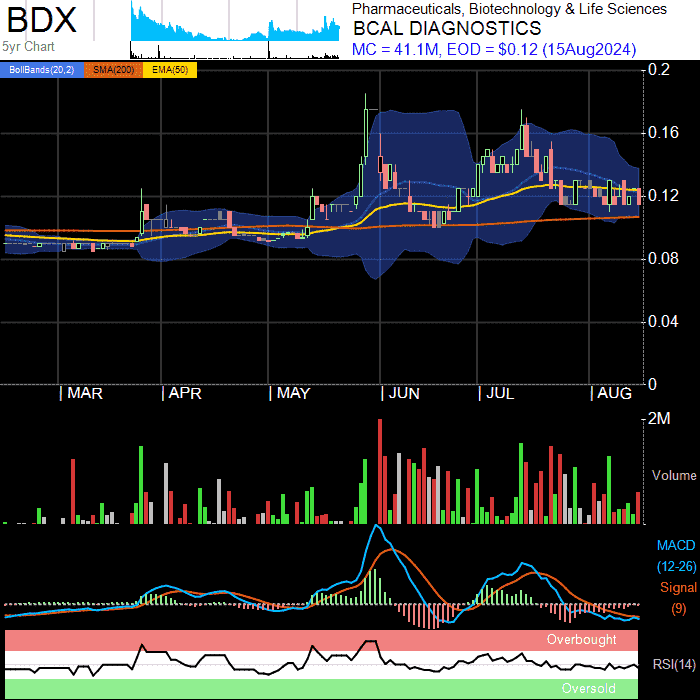 BDX
Pharmaceuticals, Biotechnology & Life Sciences
BCAL DIAGNOSTICS
5yr Chart
MC = 41.1M, EOD = $0.12 (15Aug2024)
BollBands(20,2) SMA(200) EMA(50)
0.2
0.16
0.12
0.08
0.04
0
MAR APR MAY JUN JUL AUG
2M
Volume
MACD
(12-26)
Signal
(9)
Overbought
RSI(14)
Oversold